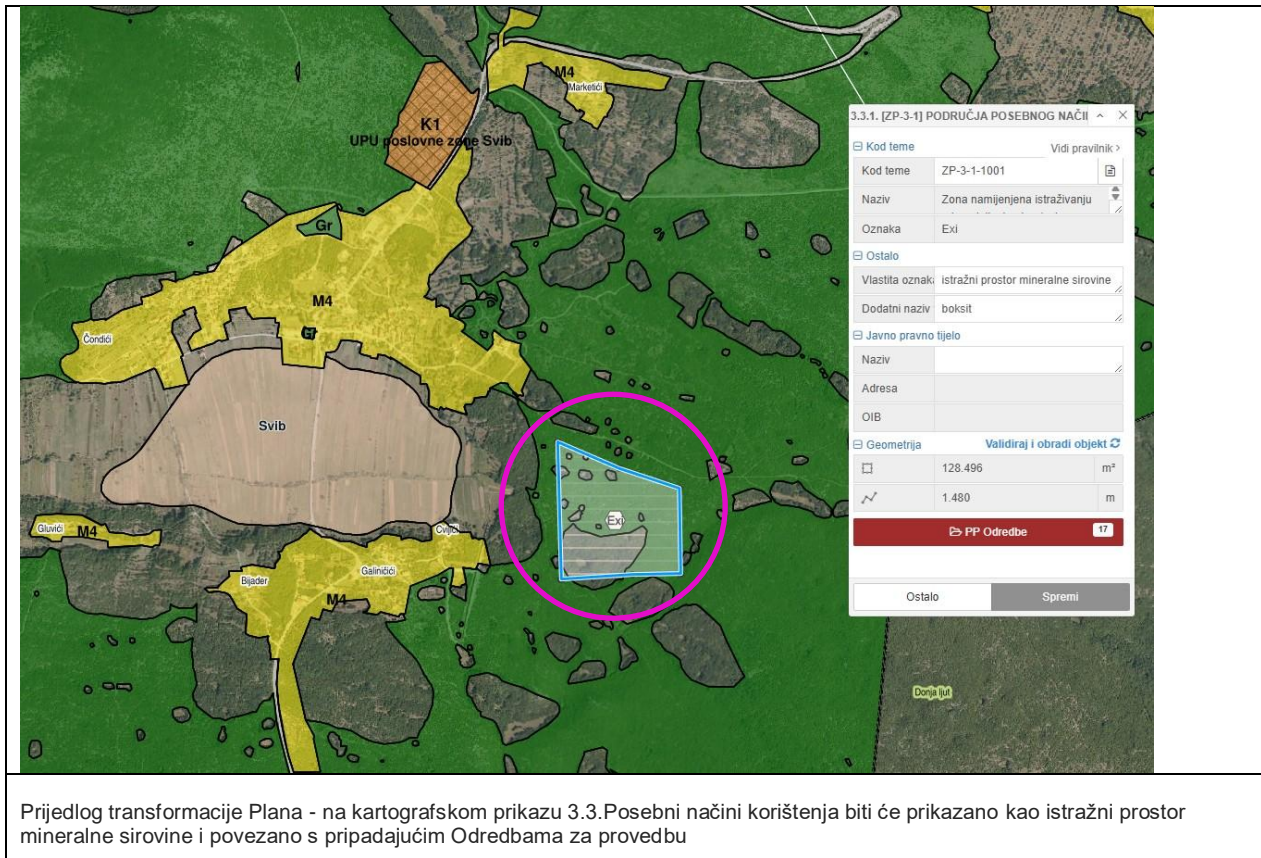 M4
Marketići
K1
UPU poslovne zone Svib
Gr
M4
Gr
Čondići
Svib
Gluvići M4
Cvijići
Galiničići
Bijader
M4
Exi
Donja ljut
3.3.1. [ZP-3-1] PODRUČJA POSEBNOG NAČI
Kod teme Vidi pravilnik >
Kod teme ZP-3-1-1001
Naziv Zona namijenjena istraživanju
Oznaka Exi
Ostalo
Vlastita oznaka istražni prostor mineralne sirovine
Dodatni naziv boksit
Javno pravno tijelo
Naziv
Adresa
OIB
Geometrija Validiraj i obradi objekt
128.496 m²
1.480 m
PP Odredbe 17
Ostalo Spremi
Prijedlog transformacije Plana - na kartografskom prikazu 3.3.Posebni načini korištenja biti će prikazano kao istražni prostor
mineralne sirovine i povezano s pripadajućim Odredbama za provedbu